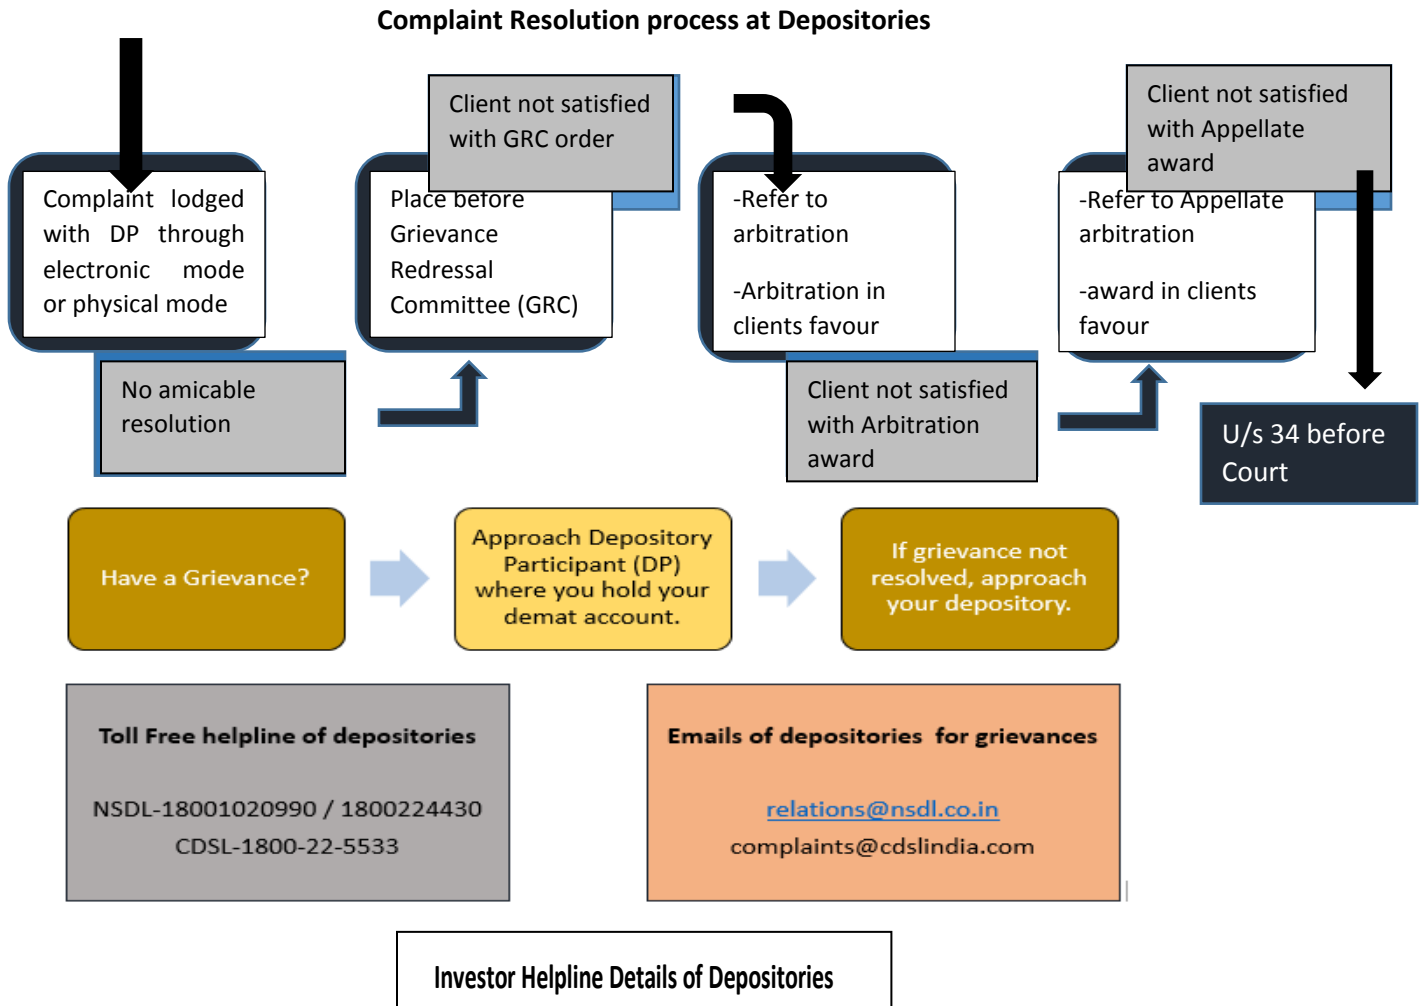 Complaint Resolution process at Depositories
Client not satisfied
with GRC order
Client not satisfied
with Appellate
award
Complaint lodged
with DP through
electronic mode
or physical mode
Place before
Grievance
Redressal
Committee (GRC)
-Refer to
arbitration
-Arbitration in
clients favour
-Refer to Appellate
arbitration
-award in clients
favour
No amicable
resolution
Client not satisfied
with Arbitration
award
U/s 34 before
Court
Have a Grievance?
Approach Depository
Participant (DP)
where you hold your
demat account.
If grievance not
resolved, approach
your depository.
Toll Free helpline of depositories
NSDL-18001020990 / 1800224430
CDSL-1800-22-5533
Emails of depositories for grievances
relations@nsdl.co.in
complaints@cdslindia.com
Investor Helpline Details of Depositories